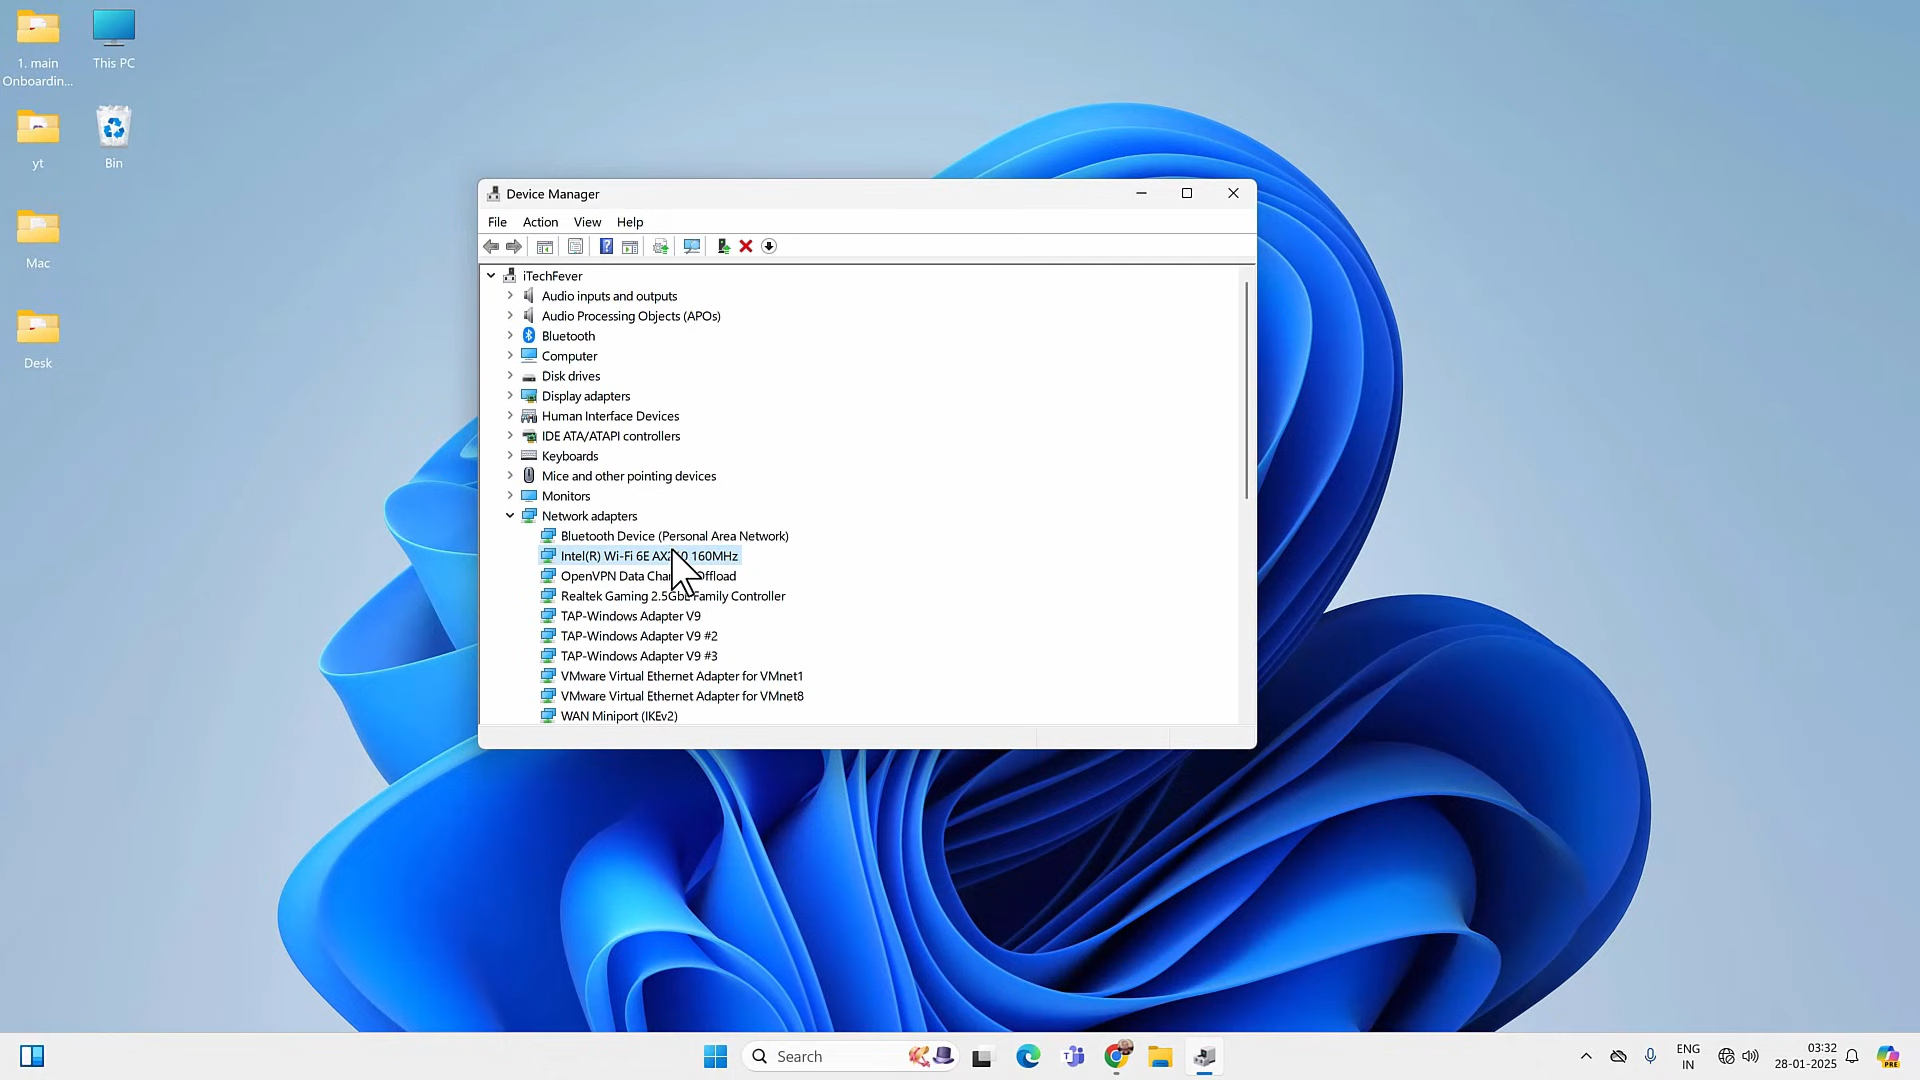 1. main
Onboardin...
This PC
yt
Bin
Mac
Desk
Device Manager
File Action View Help
iTechFever
Audio inputs and outputs
Audio Processing Objects (APOs)
Bluetooth
Computer
Disk drives
Display adapters
Human Interface Devices
IDE ATA/ATAPI controllers
Keyboards
Mice and other pointing devices
Monitors
Network adapters
Bluetooth Device (Personal Area Network)
Intel(R) Wi-Fi 6E 160MHz
OpenVPN Data
Realtek Gaming 2.5GbE Family Controller
TAP-Windows Adapter V9
TAP-Windows Adapter V9 #2
TAP-Windows Adapter V9 #3
VMware Virtual Ethernet Adapter for VMnet1
VMware Virtual Ethernet Adapter for VMnet8
WAN Miniport (IKEv2)
Search
ENG
IN
03:32
28-01-2025
PRE